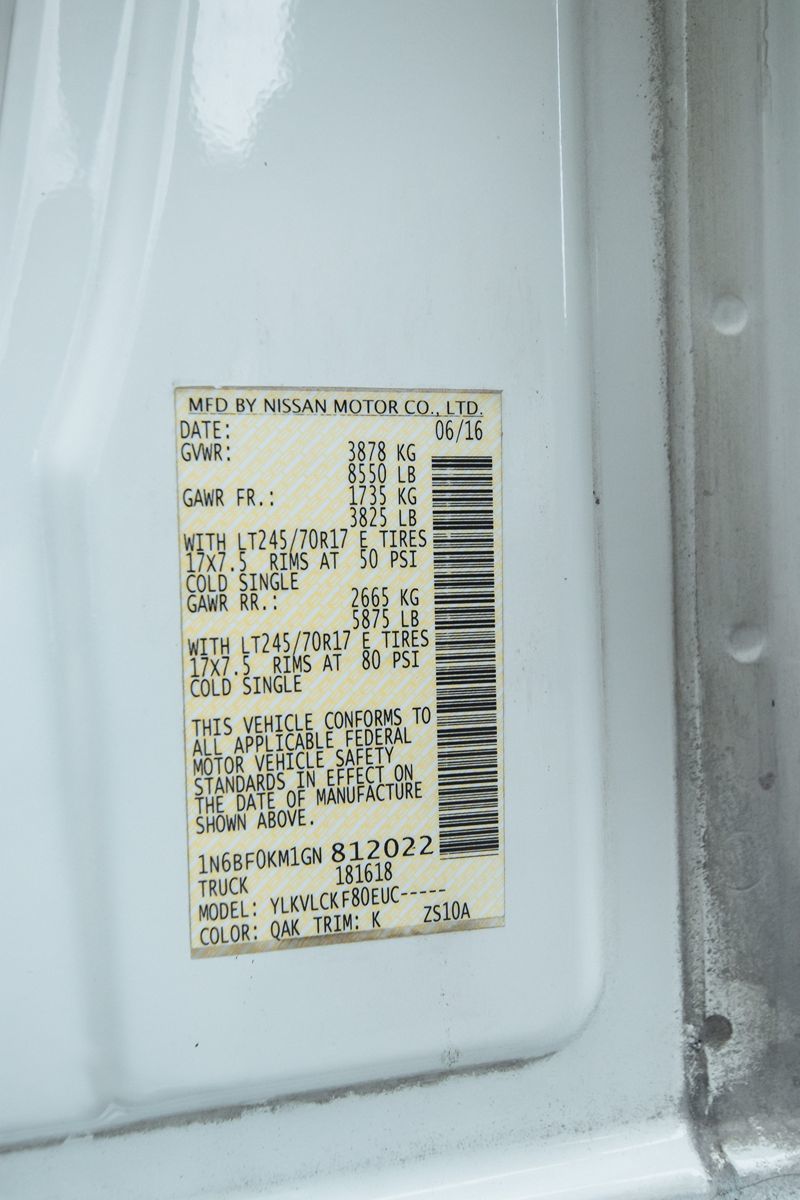 MFD BY NISSAN MOTOR CO., LTD.
DATE: 06/16
GVWR: 3878 KG
8550 LB
GAWR FR.: 1735 KG
3825 LB
WITH LT245/70R17 E TIRES
17X7.5 RIMS AT 50 PSI
COLD SINGLE
GAWR RR.: 2665 KG
5875 LB
WITH LT245/70R17 E TIRES
17X7.5 RIMS AT 80 PSI
COLD SINGLE
THIS VEHICLE CONFORMS TO
ALL APPLICABLE FEDERAL
MOTOR VEHICLE SAFETY
STANDARDS IN EFFECT ON
THE DATE OF MANUFACTURE
SHOWN ABOVE.
1N6BF0KM1GN 812022
TRUCK 181618
MODEL: YLKVLCKF80EUC-----
COLOR: QAK TRIM: K ZS10A